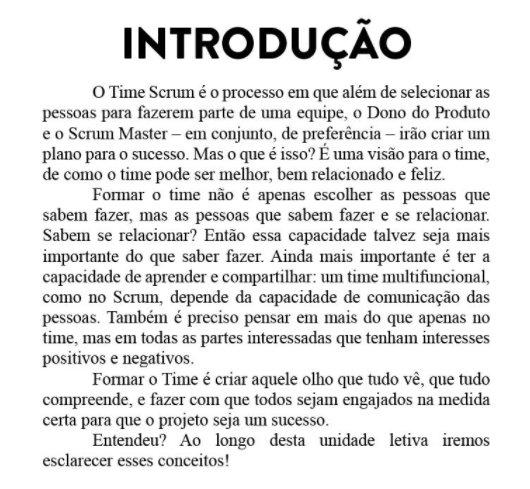 INTRODUÇÃO
O Time Scrum é o processo em que além de selecionar as
pessoas para fazerem parte de uma equipe, o Dono do Produto
e o Scrum Master – em conjunto, de preferência – irão criar um
plano para o sucesso. Mas o que é isso? É uma visão para o time,
de como o time pode ser melhor, bem relacionado e feliz.
Formar o time não é apenas escolher as pessoas que
sabem fazer, mas as pessoas que sabem fazer e se relacionar.
Sabem se relacionar? Então essa capacidade talvez seja mais
importante do que saber fazer. Ainda mais importante é ter a
capacidade de aprender e compartilhar: um time multifuncional,
como no Scrum, depende da capacidade de comunicação das
pessoas. Também é preciso pensar em mais do que apenas no
time, mas em todas as partes interessadas que tenham interesses
positivos e negativos.
Formar o Time é criar aquele olho que tudo vê, que tudo
compreende, e fazer com que todos sejam engajados na medida
certa para que o projeto seja um sucesso.
Entendeu? Ao longo desta unidade letiva iremos
esclarecer esses conceitos!